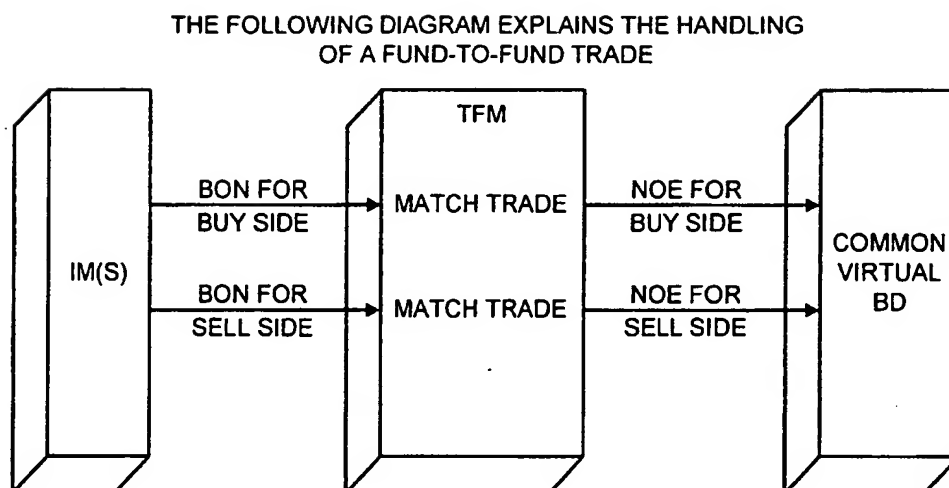 THE FOLLOWING DIAGRAM EXPLAINS THE HANDLING
OF A FUND-TO-FUND TRADE
IM(S)
BON FOR
BUY SIDE
BON FOR
SELL SIDE
TFM
MATCH TRADE
MATCH TRADE
NOE FOR
BUY SIDE
NOE FOR
SELL SIDE
COMMON
VIRTUAL
BD